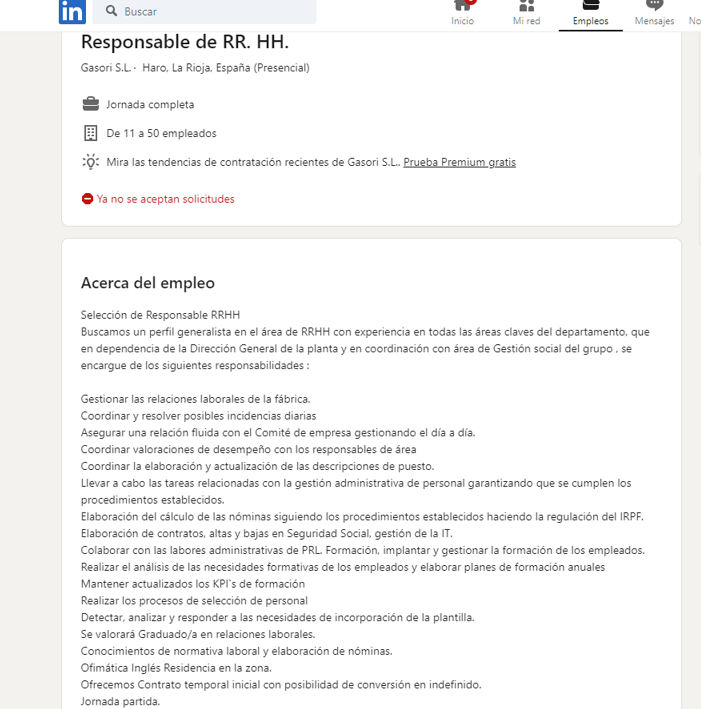 in
Buscar
Inicio
Mi red
Empleos
Mensajes
No
Responsable de RR. HH.
Gasori S.L. · Haro, La Rioja, España (Presencial)
Jornada completa
De 11 a 50 empleados
Mira las tendencias de contratación recientes de Gasori S.L.. Prueba Premium gratis
Ya no se aceptan solicitudes
Acerca del empleo
Selección de Responsable RRHH
Buscamos un perfil generalista en el área de RRHH con experiencia en todas las áreas claves del departamento, que
en dependencia de la Dirección General de la planta y en coordinación con área de Gestión social del grupo , se
encargue de los siguientes responsabilidades :
Gestionar las relaciones laborales de la fábrica.
Coordinar y resolver posibles incidencias diarias
Asegurar una relación fluida con el Comité de empresa gestionando el día a día.
Coordinar valoraciones de desempeño con los responsables de área
Coordinar la elaboración y actualización de las descripciones de puesto.
Llevar a cabo las tareas relacionadas con la gestión administrativa de personal garantizando que se cumplen los
procedimientos establecidos.
Elaboración del cálculo de las nóminas siguiendo los procedimientos establecidos haciendo la regulación del IRPF.
Elaboración de contratos, altas y bajas en Seguridad Social, gestión de la IT.
Colaborar con las labores administrativas de PRL. Formación, implantar y gestionar la formación de los empleados.
Realizar el análisis de las necesidades formativas de los empleados y elaborar planes de formación anuales
Mantener actualizados los KPI`s de formación
Realizar los procesos de selección de personal
Detectar, analizar y responder a las necesidades de incorporación de la plantilla.
Se valorará Graduado/a en relaciones laborales.
Conocimientos de normativa laboral y elaboración de nóminas.
Ofimática Inglés Residencia en la zona.
Ofrecemos Contrato temporal inicial con posibilidad de conversión en indefinido.
Jornada partida.